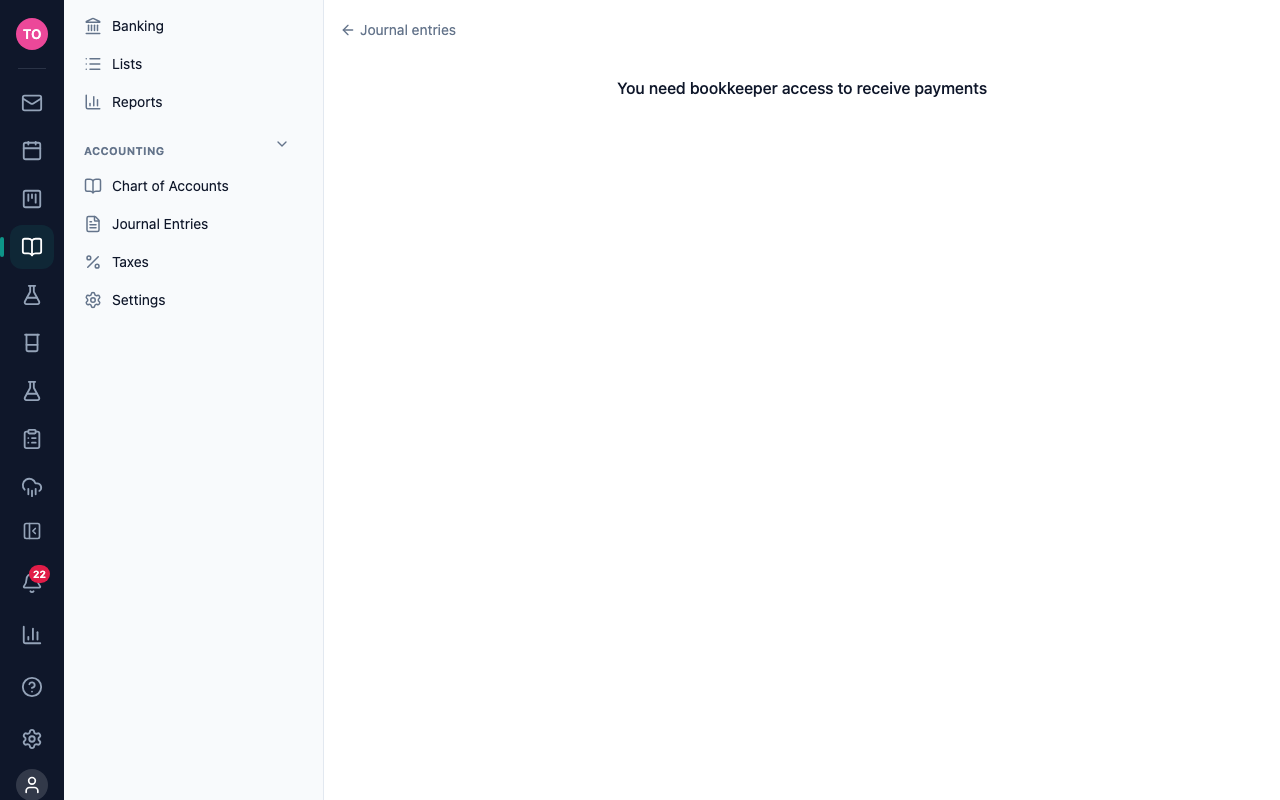 TO
Banking
Lists
Reports
ACCOUNTING
Chart of Accounts
Journal Entries
Taxes
Settings
22
Journal entries
You need bookkeeper access to receive payments